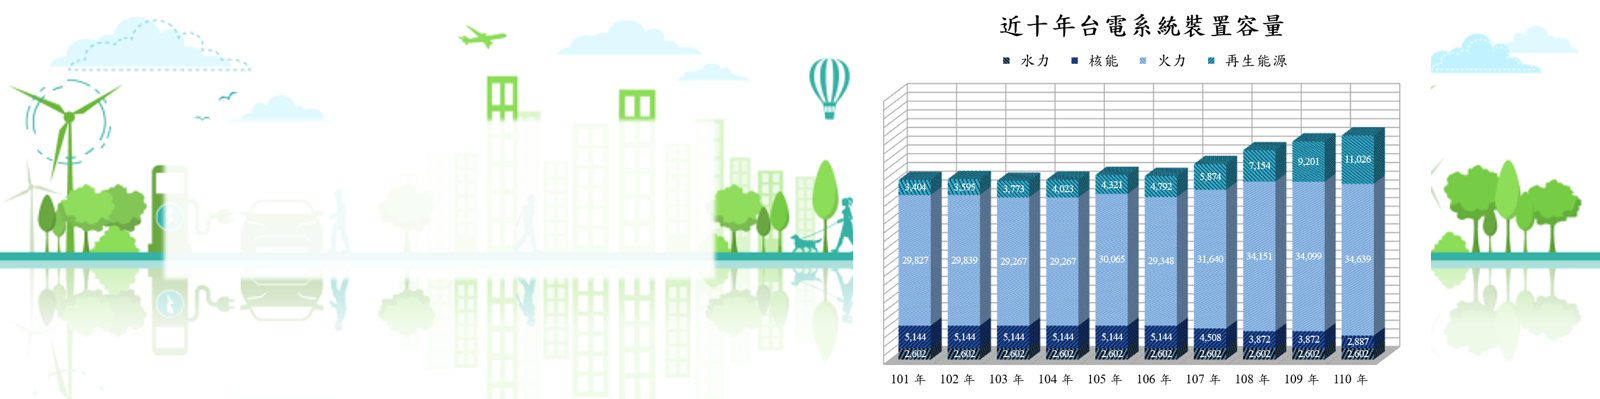 近十年台電系統裝置容量
水力 核能 火力 再生能源
3,404 3,595 3,773 4,023 4,321 4,792 5,874 7,154 9,201 11,026
29,827 29,839 29,267 29,267 30,065 29,348 31,640 34,151 34,099 34,639
5,144 5,144 5,144 5,144 5,144 5,144 4,508 3,872 3,872 2,887
2,602 2,602 2,602 2,602 2,602 2,602 2,602 2,602 2,602 2,602
101 年 102 年 103 年 104 年 105 年 106 年 107 年 108 年 109 年 110 年